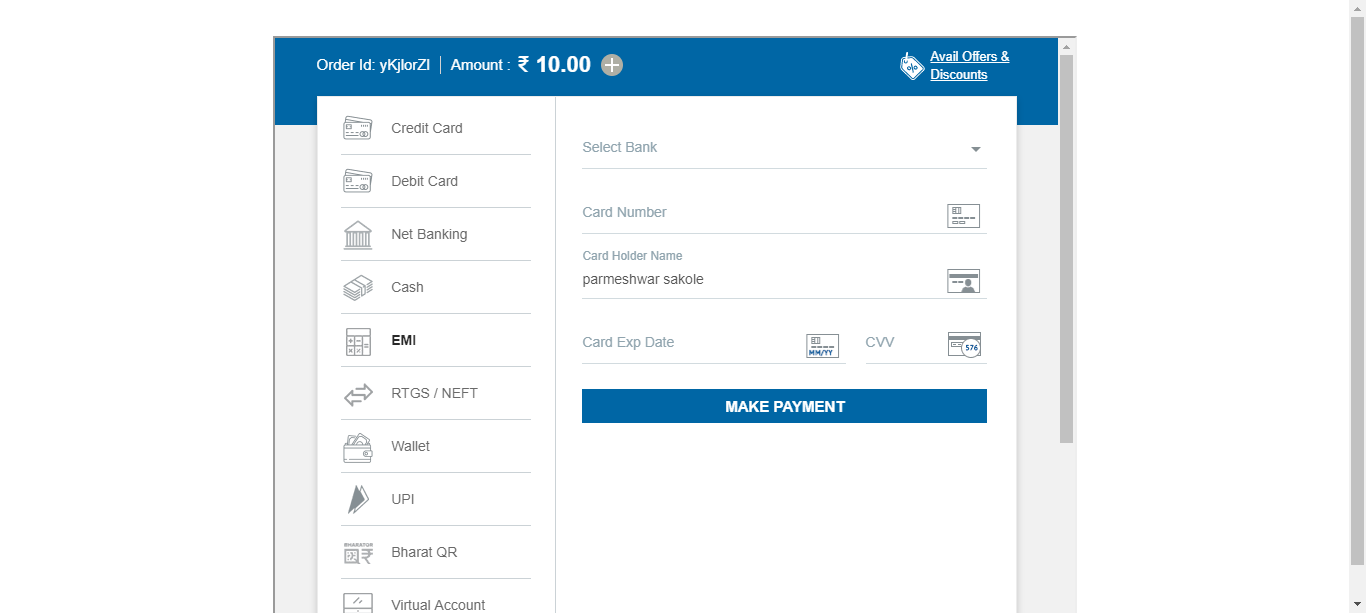 Order Id: yKjlorZl | Amount : ₹ 10.00
Avail Offers &
Discounts
Credit Card
Debit Card
Net Banking
Cash
EMI
RTGS / NEFT
Wallet
UPI
BHARATQR
Bharat QR
Virtual Account
Select Bank
Card Number
Card Holder Name
parmeshwar sakole
Card Exp Date
MM/YY
CVV
576
MAKE PAYMENT